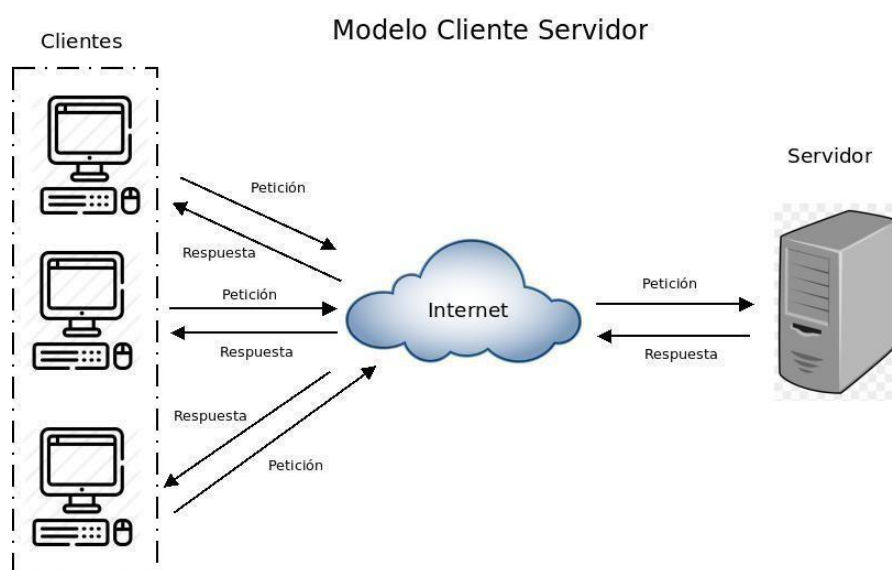 Modelo Cliente Servidor
Clientes
Servidor
Petición
Respuesta
Petición
Respuesta
Internet
Petición
Respuesta
Respuesta
Petición